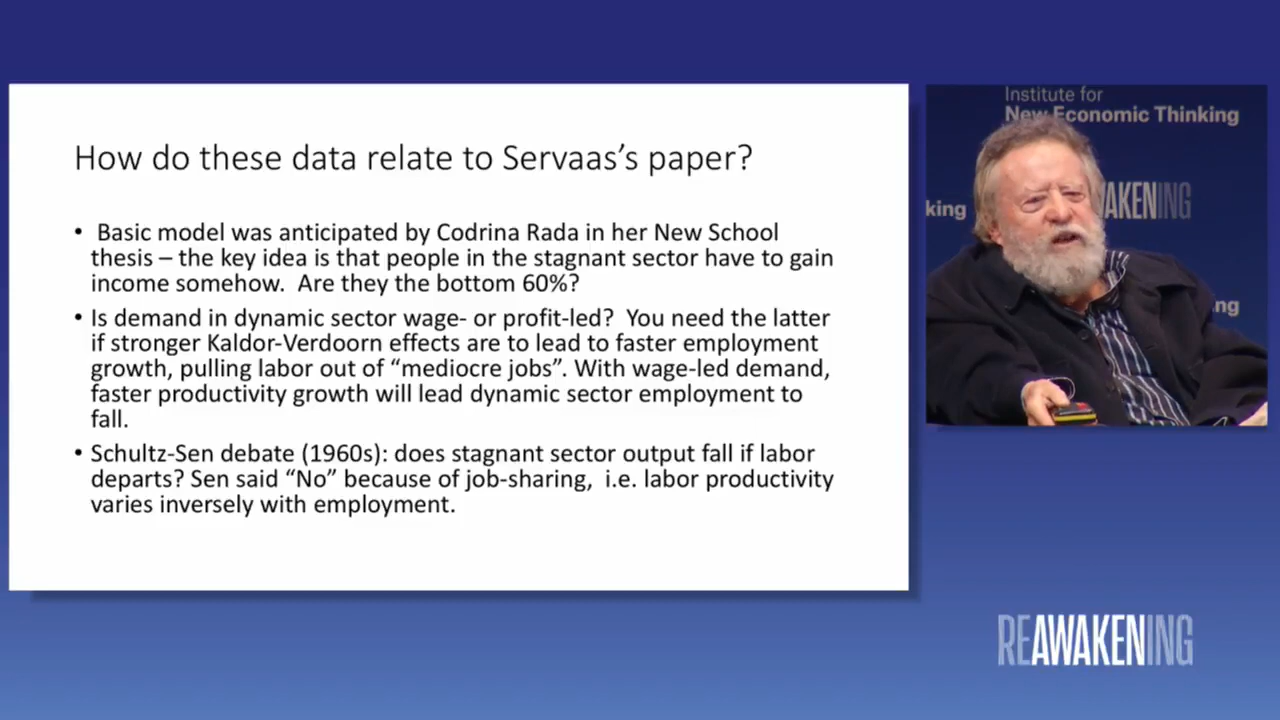 How do these data relate to Servaas’s paper?
• Basic model was anticipated by Codrina Rada in her New School
thesis – the key idea is that people in the stagnant sector have to gain
income somehow. Are they the bottom 60%?
• Is demand in dynamic sector wage- or profit-led? You need the latter
if stronger Kaldor-Verdoorn effects are to lead to faster employment
growth, pulling labor out of “mediocre jobs”. With wage-led demand,
faster productivity growth will lead dynamic sector employment to
fall.
• Schultz-Sen debate (1960s): does stagnant sector output fall if labor
departs? Sen said “No” because of job-sharing, i.e. labor productivity
varies inversely with employment.
Institute for
New Economic Thinking
king
AWAKENING
ng
REAWAKENING